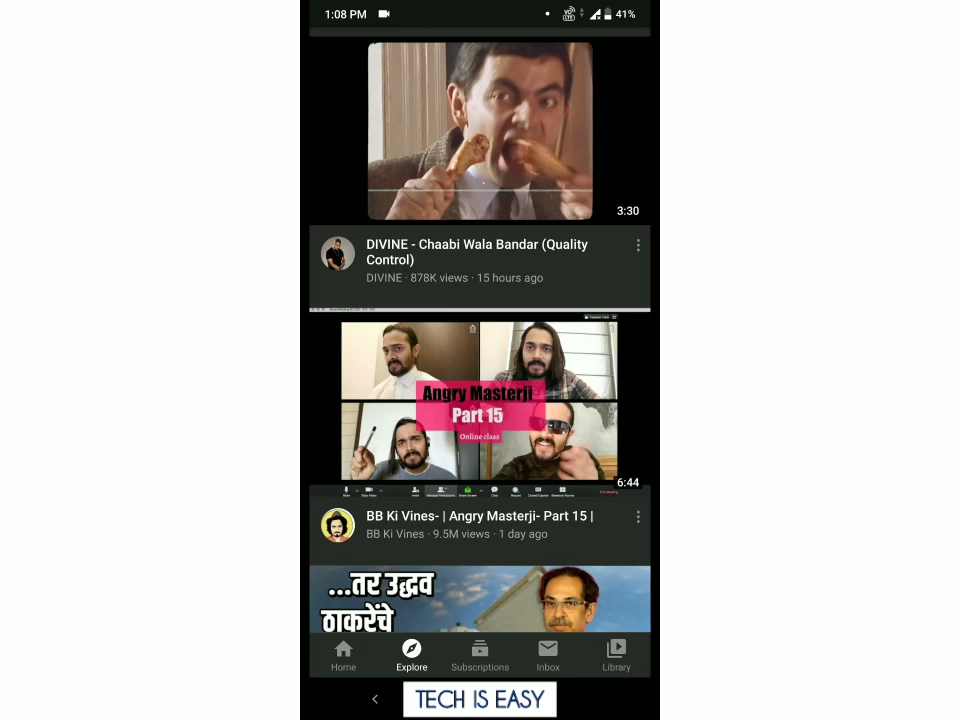 1:08 PM
VO
LTE
41%
3:30
DIVINE - Chaabi Wala Bandar (Quality
Control)
DIVINE · 878K views · 15 hours ago
Angry Masterji
Part 15
Online class
6:44
BB Ki Vines- | Angry Masterji- Part 15 |
BB Ki Vines · 9.5M views · 1 day ago
...तर उद्धव
ठाकरेंचे
Home
Explore
Subscriptions
Inbox
Library
TECH IS EASY